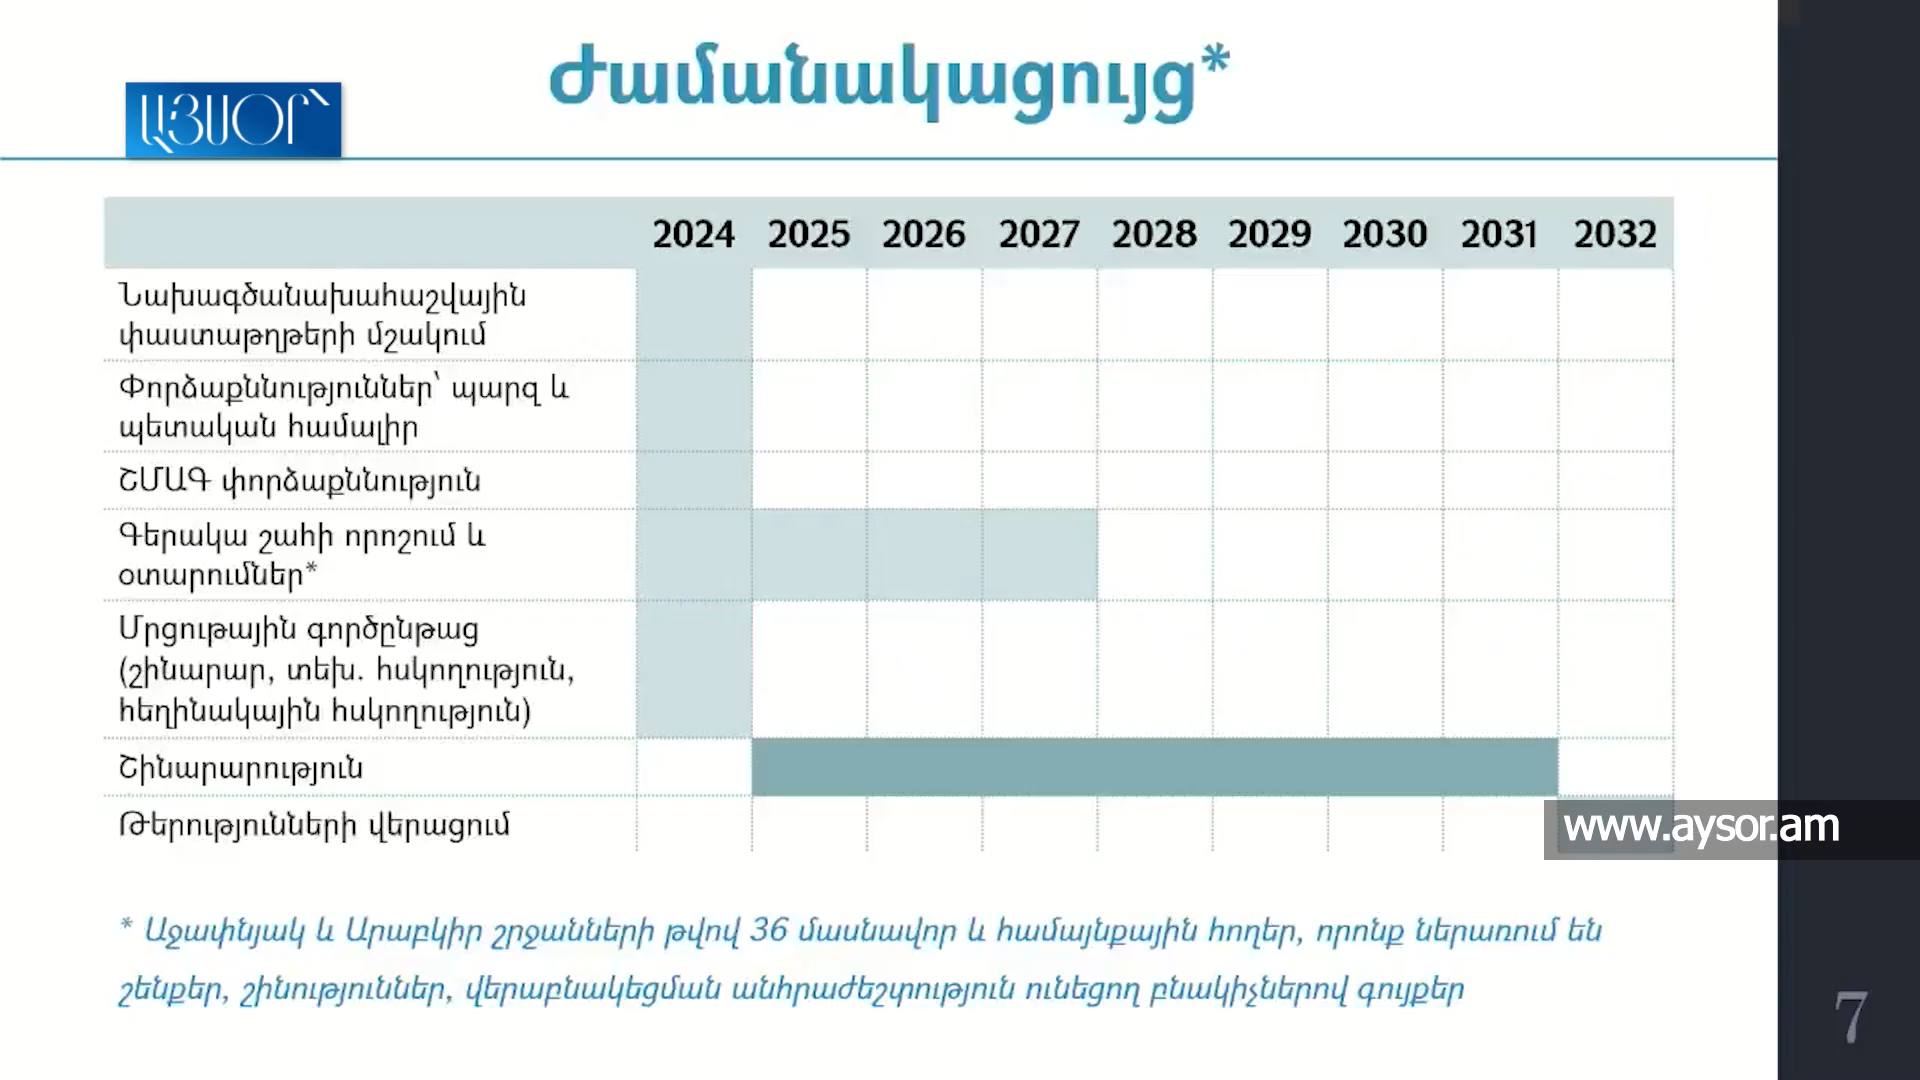 Ժամանակացույց*
ԱՅՍՕՐ՝
2024 2025 2026 2027 2028 2029 2030 2031 2032
Նախագծանախահաշվային
փաստաթղթերի մշակում
Փորձաքննություններ՝ պարզ և
պետական համալիր
ՇՄԱԳ փորձաքննություն
Գերակա շահի որոշում և
օտարումներ*
Մրցութային գործընթաց
(շինարար, տեխ. հսկողություն,
հեղինակային հսկողություն)
Շինարարություն
Թերությունների վերացում
www.aysor.am
* Աջափնյակ և Արաբկիր շրջանների թվով 36 մասնավոր և համայնքային հողեր, որոնք ներառում են
շենքեր, շինություններ, վերաբնակեցման անհրաժեշտություն ունեցող բնակիչներով գույքեր
7